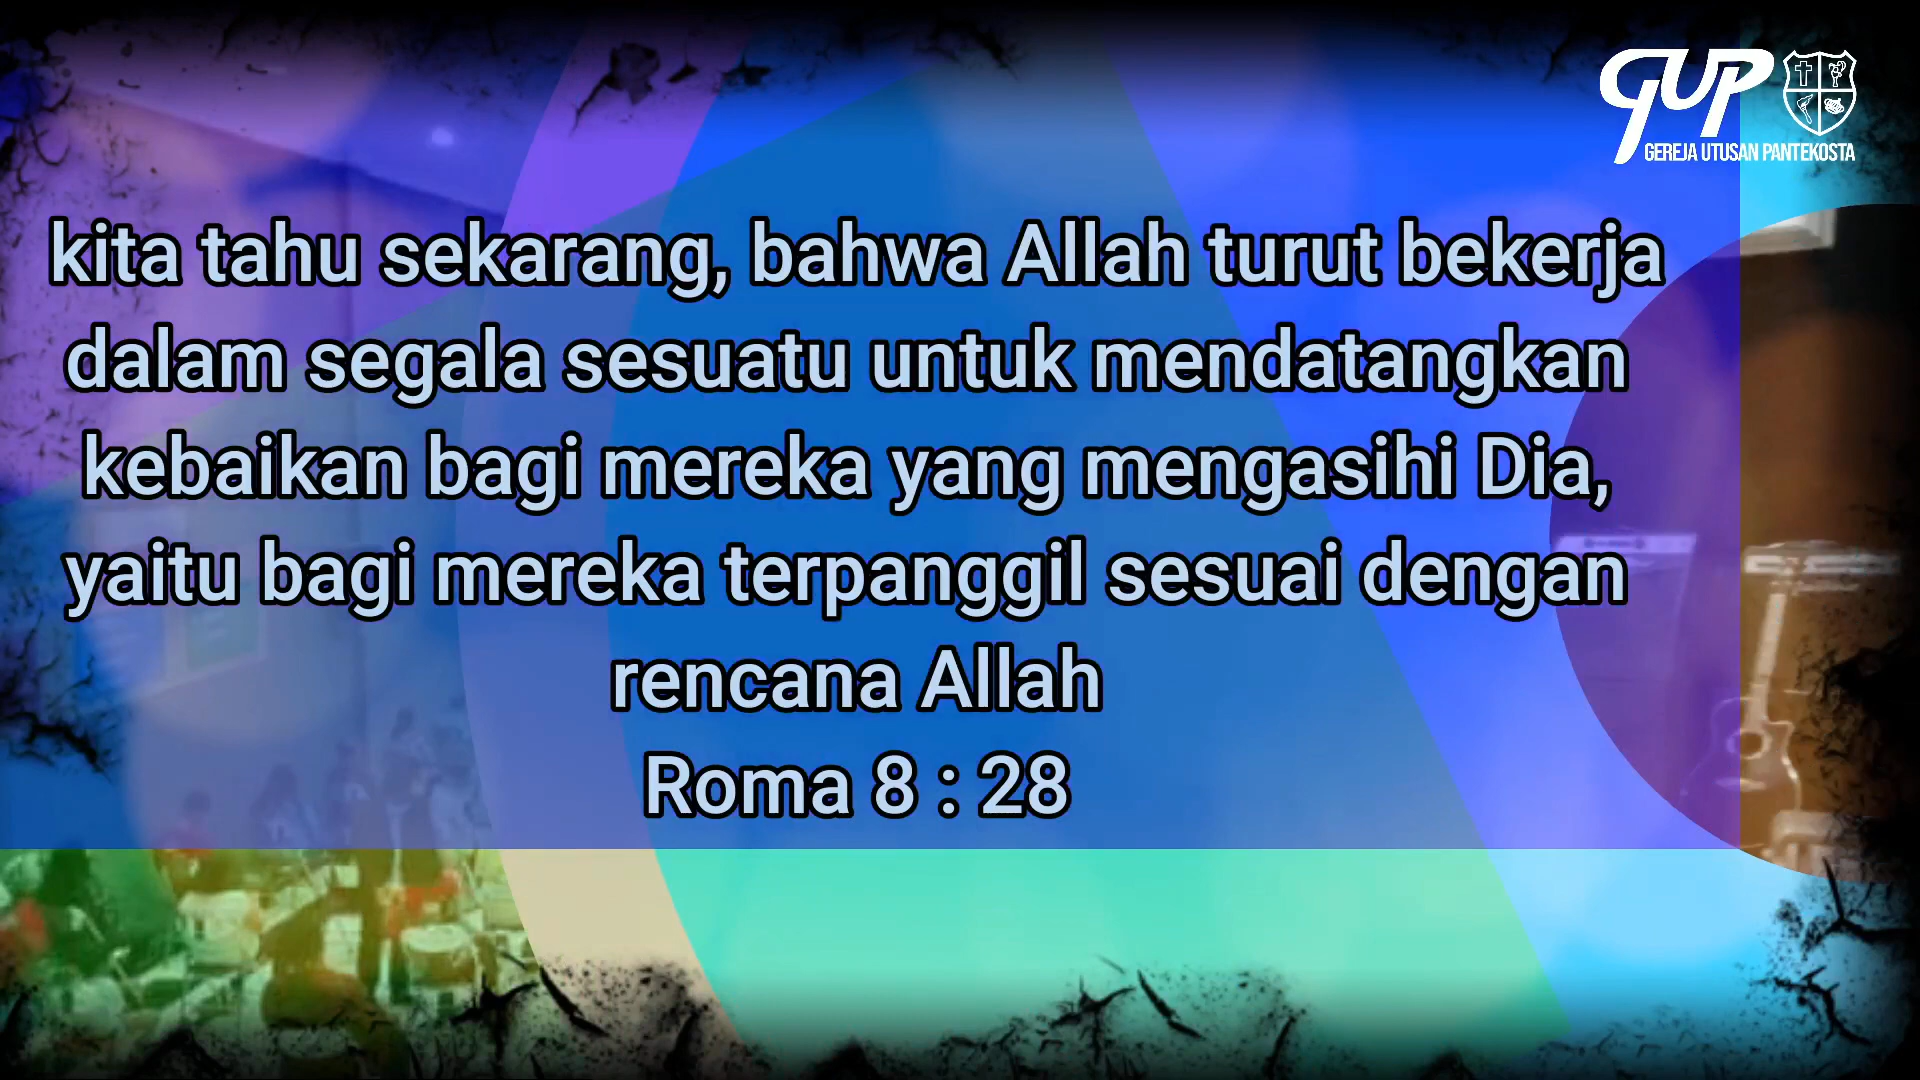 GUP
GEREJA UTUSAN PANTEKOSTA
kita tahu sekarang, bahwa Allah turut bekerja
dalam segala sesuatu untuk mendatangkan
kebaikan bagi mereka yang mengasihi Dia,
yaitu bagi mereka terpanggil sesuai dengan
rencana Allah
Roma 8 : 28